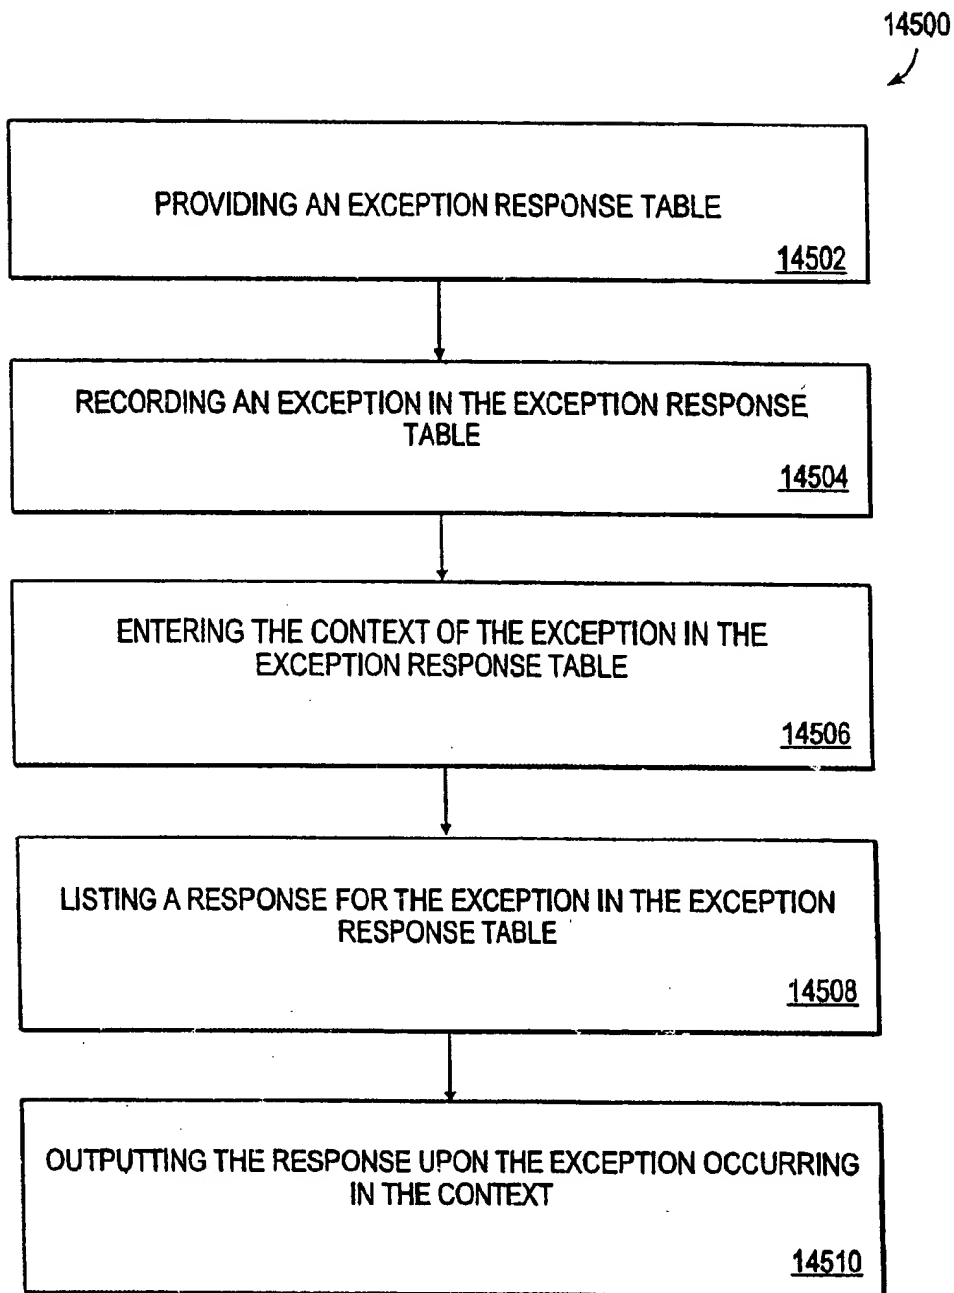 14500
PROVIDING AN EXCEPTION RESPONSE TABLE
14502
RECORDING AN EXCEPTION IN THE EXCEPTION RESPONSE
TABLE
14504
ENTERING THE CONTEXT OF THE EXCEPTION IN THE
EXCEPTION RESPONSE TABLE
14506
LISTING A RESPONSE FOR THE EXCEPTION IN THE EXCEPTION
RESPONSE TABLE
14508
OUTPUTTING THE RESPONSE UPON THE EXCEPTION OCCURRING
IN THE CONTEXT
14510